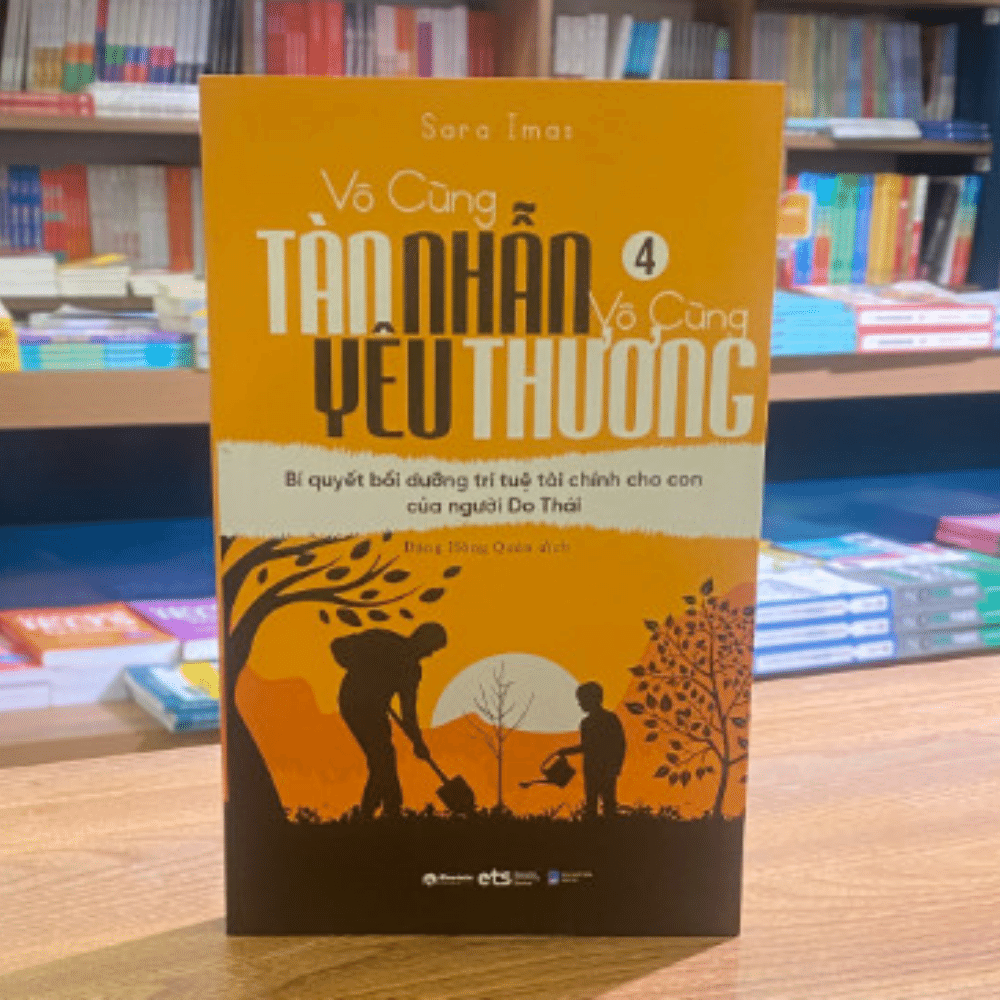 Sara Imas
Vô Cùng
TÀN NHẪN 4
Vô Cùng
YÊU THƯƠNG
Bí quyết bồi dưỡng trí tuệ tài chính cho con
của người Do Thái
Đặng Hồng Quân dịch
ets